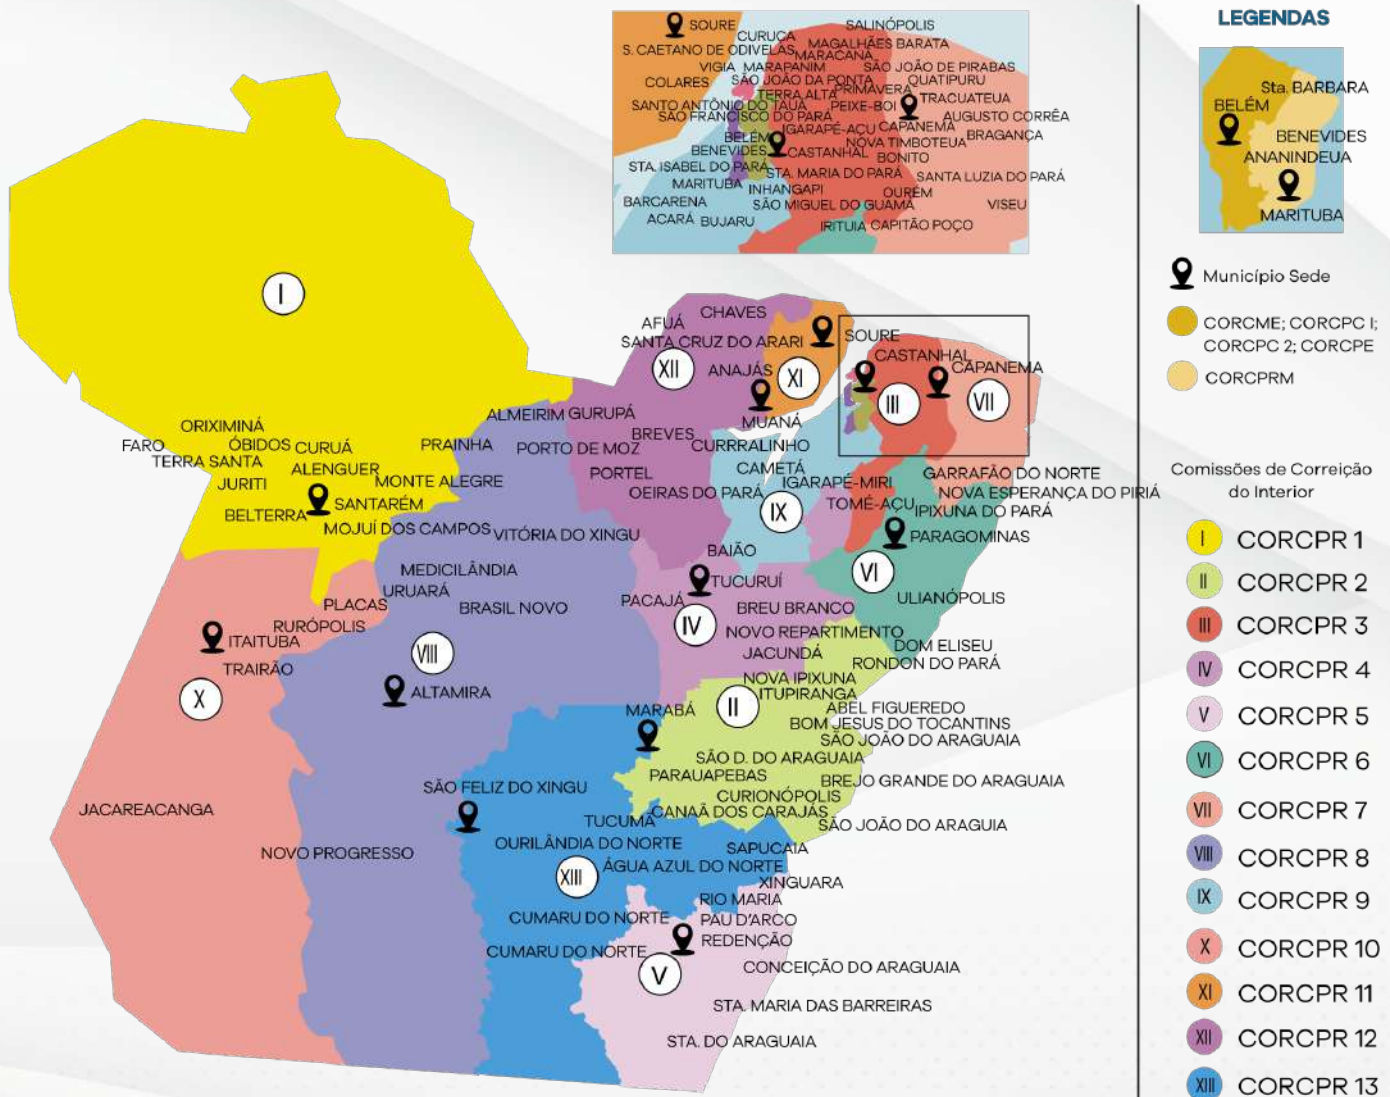 SOURE
CURUÇA
SALINÓPOLIS
S. CAETANO DE ODIVELAS
MAGALHÃES BARATA
MARACANÃ
VIGIA
MARAPANIM
SÃO JOÃO DE PIRABAS
COLARES
SÃO JOÃO DA PONTA
QUATIPURU
TERRA ALTA
PRIMAVERA
TRACUATEUA
SANTO ANTÔNIO DO TAUÁ
PEIXE-BOI
SÃO FRANCISCO DO PARA
AUGUSTO CORRÊA
IGARAPÉ-AÇU
CAPANEMA
BRAGANÇA
BELÉM
NOVA TIMBOTEUA
BENEVIDES
CASTANHAL
BONITO
STA. ISABEL DO PARÁ
STA. MARIA DO PARÁ
SANTA LUZIA DO PARÁ
MARITUBA
INHANGAPI
OURÉM
BARCARENA
SÃO MIGUEL DO GUAMÁ
VISEU
ACARÁ
BUJARU
IRITUIA
CAPITÃO POÇO
I
CHAVES
AFUÁ
SOURE
SANTA CRUZ DO ARARI
CASTANHAL
XII
ANAJÁS
XI
CAPANEMA
III
VII
ALMEIRIM
GURUPÁ
MUANÁ
ORIXIMINÁ
BREVES
FARO
ÓBIDOS
CURUÁ
PRAINHA
PORTO DE MOZ
CURRRALINHO
TERRA SANTA
ALENGUER
PORTEL
CAMETÁ
GARRAFÃO DO NORTE
JURITI
MONTE ALEGRE
OEIRAS DO PARÁ
IGARAPÉ-MIRI
NOVA ESPERANÇA DO PIRIÁ
SANTARÉM
IX
TOMÉ-AÇU
IPIXUNA DO PARÁ
BELTERRA
MOJUÍ DOS CAMPOS
VITÓRIA DO XINGU
PARAGOMINAS
BAIÃO
MEDICILÂNDIA
TUCURUÍ
VI
URUARÁ
PACAJÁ
ULIANÓPOLIS
PLACAS
BRASIL NOVO
BREU BRANCO
RURÓPOLIS
IV
NOVO REPARTIMENTO
ITAITUBA
DOM ELISEU
VIII
JACUNDÁ
RONDON DO PARÁ
TRAIRÃO
NOVA IPIXUNA
X
ALTAMIRA
ITUPIRANGA
MARABÁ
II
ABEL FIGUEREDO
BOM JESUS DO TOCANTINS
SÃO JOÃO DO ARAGUAIA
SÃO D. DO ARAGUAIA
PARAUAPEBAS
BREJO GRANDE DO ARAGUAIA
SÃO FELIZ DO XINGU
CURIONÓPOLIS
JACAREACANGA
CANAÃ DOS CARAJÁS
TUCUMÃ
SÃO JOÃO DO ARAGUIA
NOVO PROGRESSO
OURILÂNDIA DO NORTE
SAPUCAIA
ÁGUA AZUL DO NORTE
XIII
XINGUARA
RIO MARIA
CUMARU DO NORTE
PAU D'ARCO
REDENÇÃO
CUMARU DO NORTE
V
CONCEIÇÃO DO ARAGUAIA
STA. MARIA DAS BARREIRAS
STA. DO ARAGUAIA
LEGENDAS
Sta. BARBARA
BELÉM
BENEVIDES
ANANINDEUA
MARITUBA
Município Sede
CORCME; CORCPC I;
CORCPC 2; CORCPE
CORCPRM
Comissões de Correição
do Interior
I CORCPR 1
II CORCPR 2
III CORCPR 3
IV CORCPR 4
V CORCPR 5
VI CORCPR 6
VII CORCPR 7
VIII CORCPR 8
IX CORCPR 9
X CORCPR 10
XI CORCPR 11
XII CORCPR 12
XIII CORCPR 13